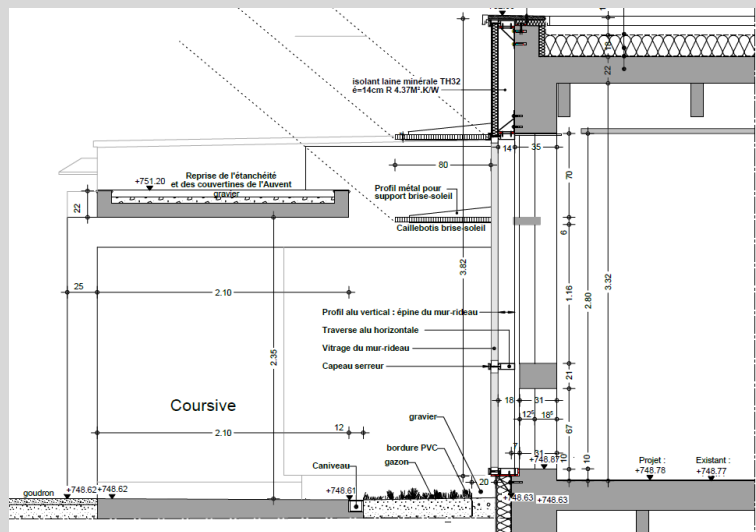 isolant laine minérale TH32
é=14cm R 4.37M².K/W
18
22
14
35
80
70
Reprise de l'étanchéité
et des couvertines de l'Auvent
gravier
+751.20
Profil métal pour
support brise-soleil
Caillebotis brise-soleil
22
6
3.82
3.32
25
2.10
1.16
2.80
Profil alu vertical : épine du mur-rideau
Traverse alu horizontale
Vitrage du mur-rideau
Capeau serreur
2.35
21
Coursive
18
31
12⁵
18⁵
gravier
2.10
12
67
bordure PVC
7
31
gazon
Caniveau
+748.87
10
10
Projet :
+748.78
Existant :
+748.77
20
goudron
+748.62
+748.62
+748.61
+748.63
+748.63